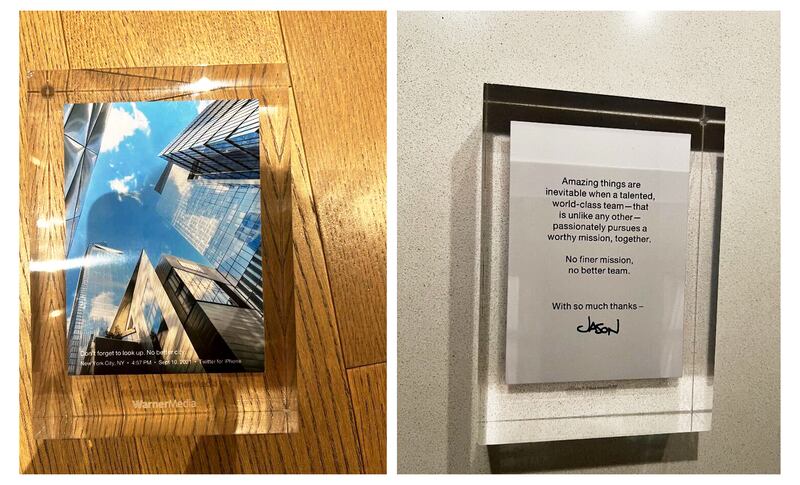 Don't forget to look up. No better city.
New York City, NY • 4:57 PM • Sept 10, 2021 • Twitter for iPhone
WarnerMedia
Amazing things are
inevitable when a talented,
world-class team—that
is unlike any other—
passionately pursues a
worthy mission, together.
No finer mission,
no better team.
With so much thanks –
JASON